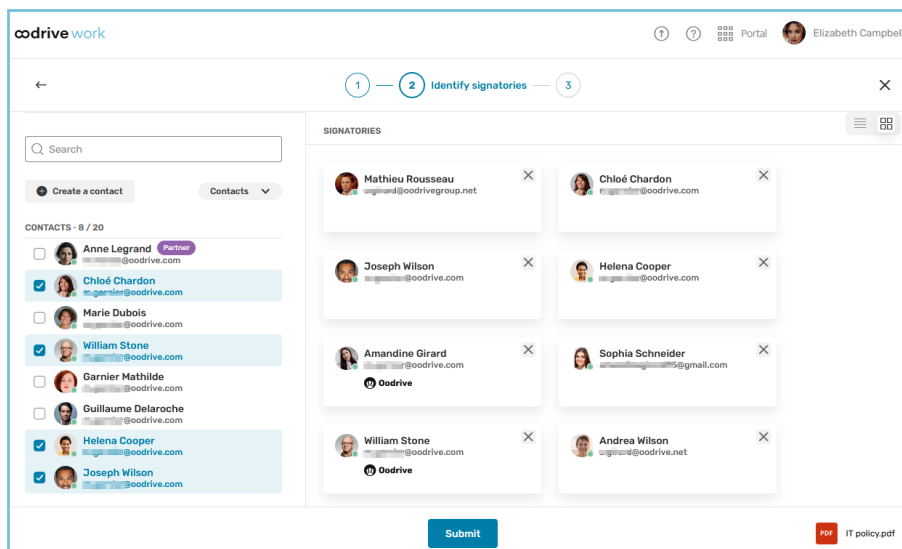 oodrive work
Portal
Elizabeth Campbell
1
2 Identify signatories
3
Search
Create a contact
Contacts
CONTACTS - 8 / 20
Anne Legrand Partner
@oodrive.com
Chloé Chardon
@oodrive.com
Marie Dubois
@oodrive.com
William Stone
@oodrive.com
Garnier Mathilde
@oodrive.com
Guillaume Delaroche
@oodrive.com
Helena Cooper
@oodrive.com
Joseph Wilson
@oodrive.com
SIGNATORIES
Mathieu Rousseau
@oodrivegroup.net
Chloé Chardon
@oodrive.com
Joseph Wilson
@oodrive.com
Helena Cooper
@oodrive.com
Amandine Girard
@oodrive.com
Oodrive
Sophia Schneider
@gmail.com
William Stone
@oodrive.com
Oodrive
Andrea Wilson
@oodrive.net
Submit
PDF IT policy.pdf